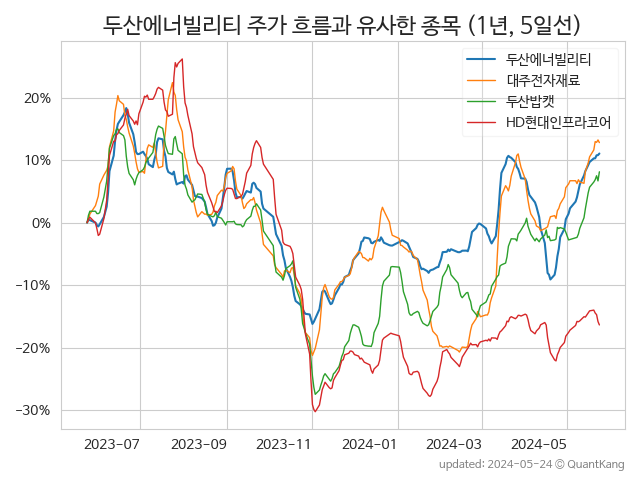 두산에너빌리티 주가 흐름과 유사한 종목 (1년, 5일선)
두산에너빌리티
대주전자재료
두산밥캣
HD현대인프라코어
20%
10%
0%
−10%
−20%
−30%
2023-07
2023-09
2023-11
2024-01
2024-03
2024-05
updated: 2024-05-24 © QuantKang